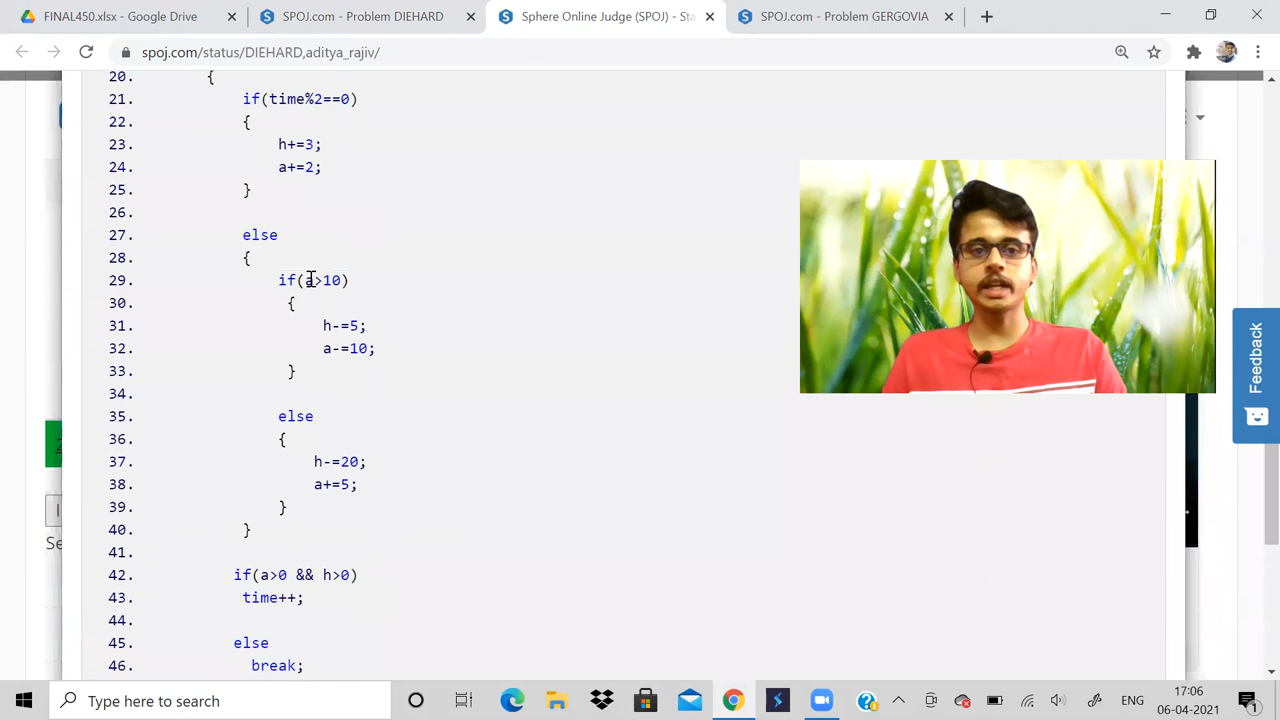 FINAL450.xlsx - Google Drive
SPOJ.com - Problem DIEHARD
Sphere Online Judge (SPOJ) - Sta
SPOJ.com - Problem GERGOVIA
spoj.com/status/DIEHARD,aditya_rajiv/
20. {
21. if(time%2==0)
22. {
23. h+=3;
24. a+=2;
25. }
26.
27. else
28. {
29. if(a>10)
30. {
31. h-=5;
32. a-=10;
33. }
34.
35. else
36. {
37. h-=20;
38. a+=5;
39. }
40. }
41.
42. if(a>0 && h>0)
43. time++;
44.
45. else
46. break;
Se
Feedback
Type here to search
ENG
17:06
06-04-2021